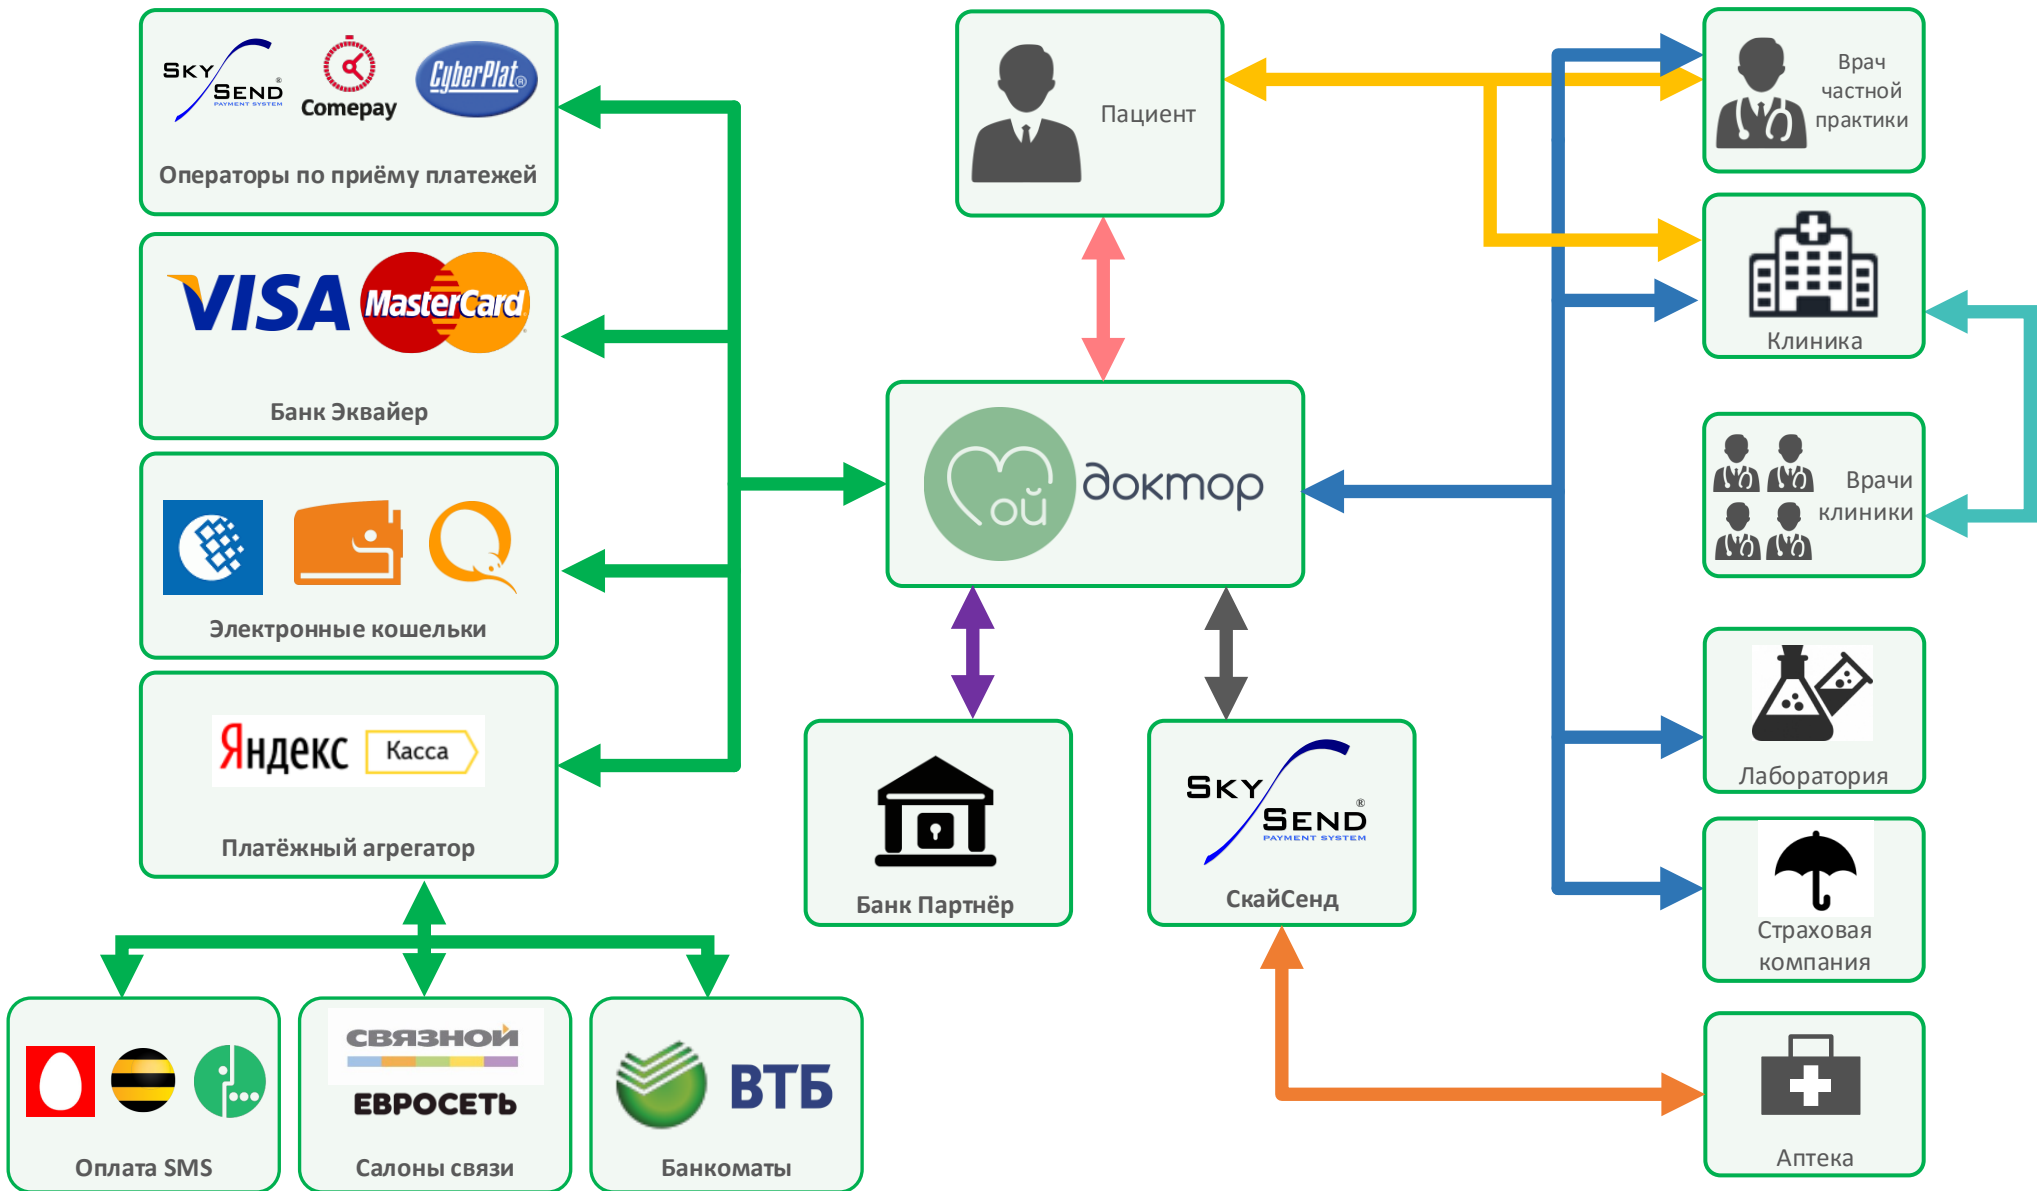 SKY
SEND®
PAYMENT SYSTEM
Comepay
CyberPlat®
Операторы по приёму платежей
VISA
MasterCard
Банк Эквайер
Электронные кошельки
Яндекс
Касса
Платёжный агрегатор
Оплата SMS
СВЯЗНОЙ
ЕВРОСЕТЬ
Салоны связи
ВТБ
Банкоматы
Пациент
ой
доктор
Банк Партнёр
SKY
SEND®
PAYMENT SYSTEM
СкайСенд
Врач
частной
практики
Клиника
Врачи
клиники
Лаборатория
Страховая
компания
Аптека